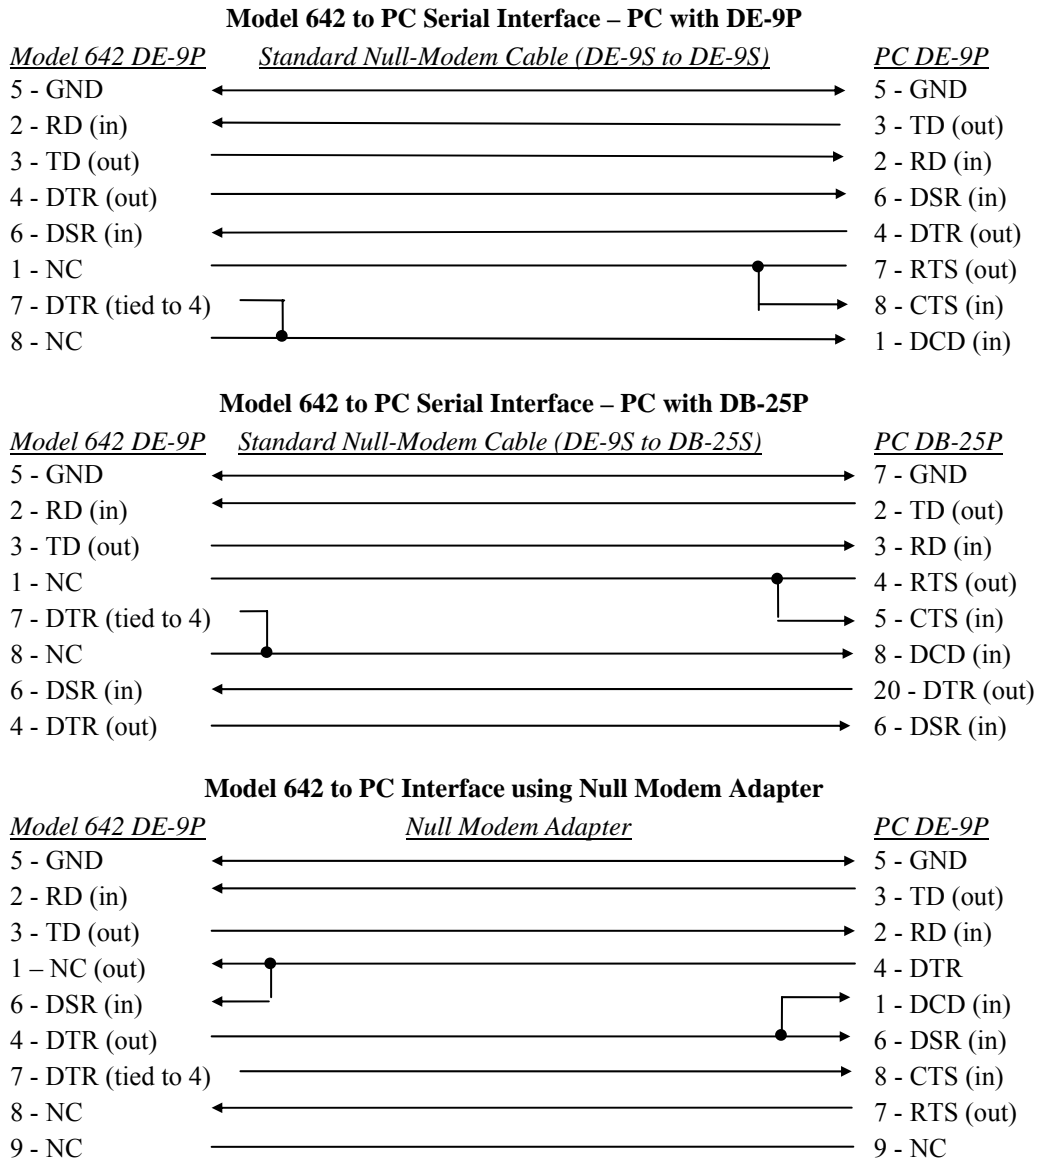 Model 642 to PC Serial Interface – PC with DE-9P
Model 642 DE-9P Standard Null-Modem Cable (DE-9S to DE-9S) PC DE-9P
5 - GND 5 - GND
2 - RD (in) 3 - TD (out)
3 - TD (out) 2 - RD (in)
4 - DTR (out) 6 - DSR (in)
6 - DSR (in) 4 - DTR (out)
1 - NC 7 - RTS (out)
7 - DTR (tied to 4) 8 - CTS (in)
8 - NC 1 - DCD (in)
Model 642 to PC Serial Interface – PC with DB-25P
Model 642 DE-9P Standard Null-Modem Cable (DE-9S to DB-25S) PC DB-25P
5 - GND 7 - GND
2 - RD (in) 2 - TD (out)
3 - TD (out) 3 - RD (in)
1 - NC 4 - RTS (out)
7 - DTR (tied to 4) 5 - CTS (in)
8 - NC 8 - DCD (in)
6 - DSR (in) 20 - DTR (out)
4 - DTR (out) 6 - DSR (in)
Model 642 to PC Interface using Null Modem Adapter
Model 642 DE-9P Null Modem Adapter PC DE-9P
5 - GND 5 - GND
2 - RD (in) 3 - TD (out)
3 - TD (out) 2 - RD (in)
1 – NC (out) 4 - DTR
6 - DSR (in) 1 - DCD (in)
4 - DTR (out) 6 - DSR (in)
7 - DTR (tied to 4) 8 - CTS (in)
8 - NC 7 - RTS (out)
9 - NC 9 - NC